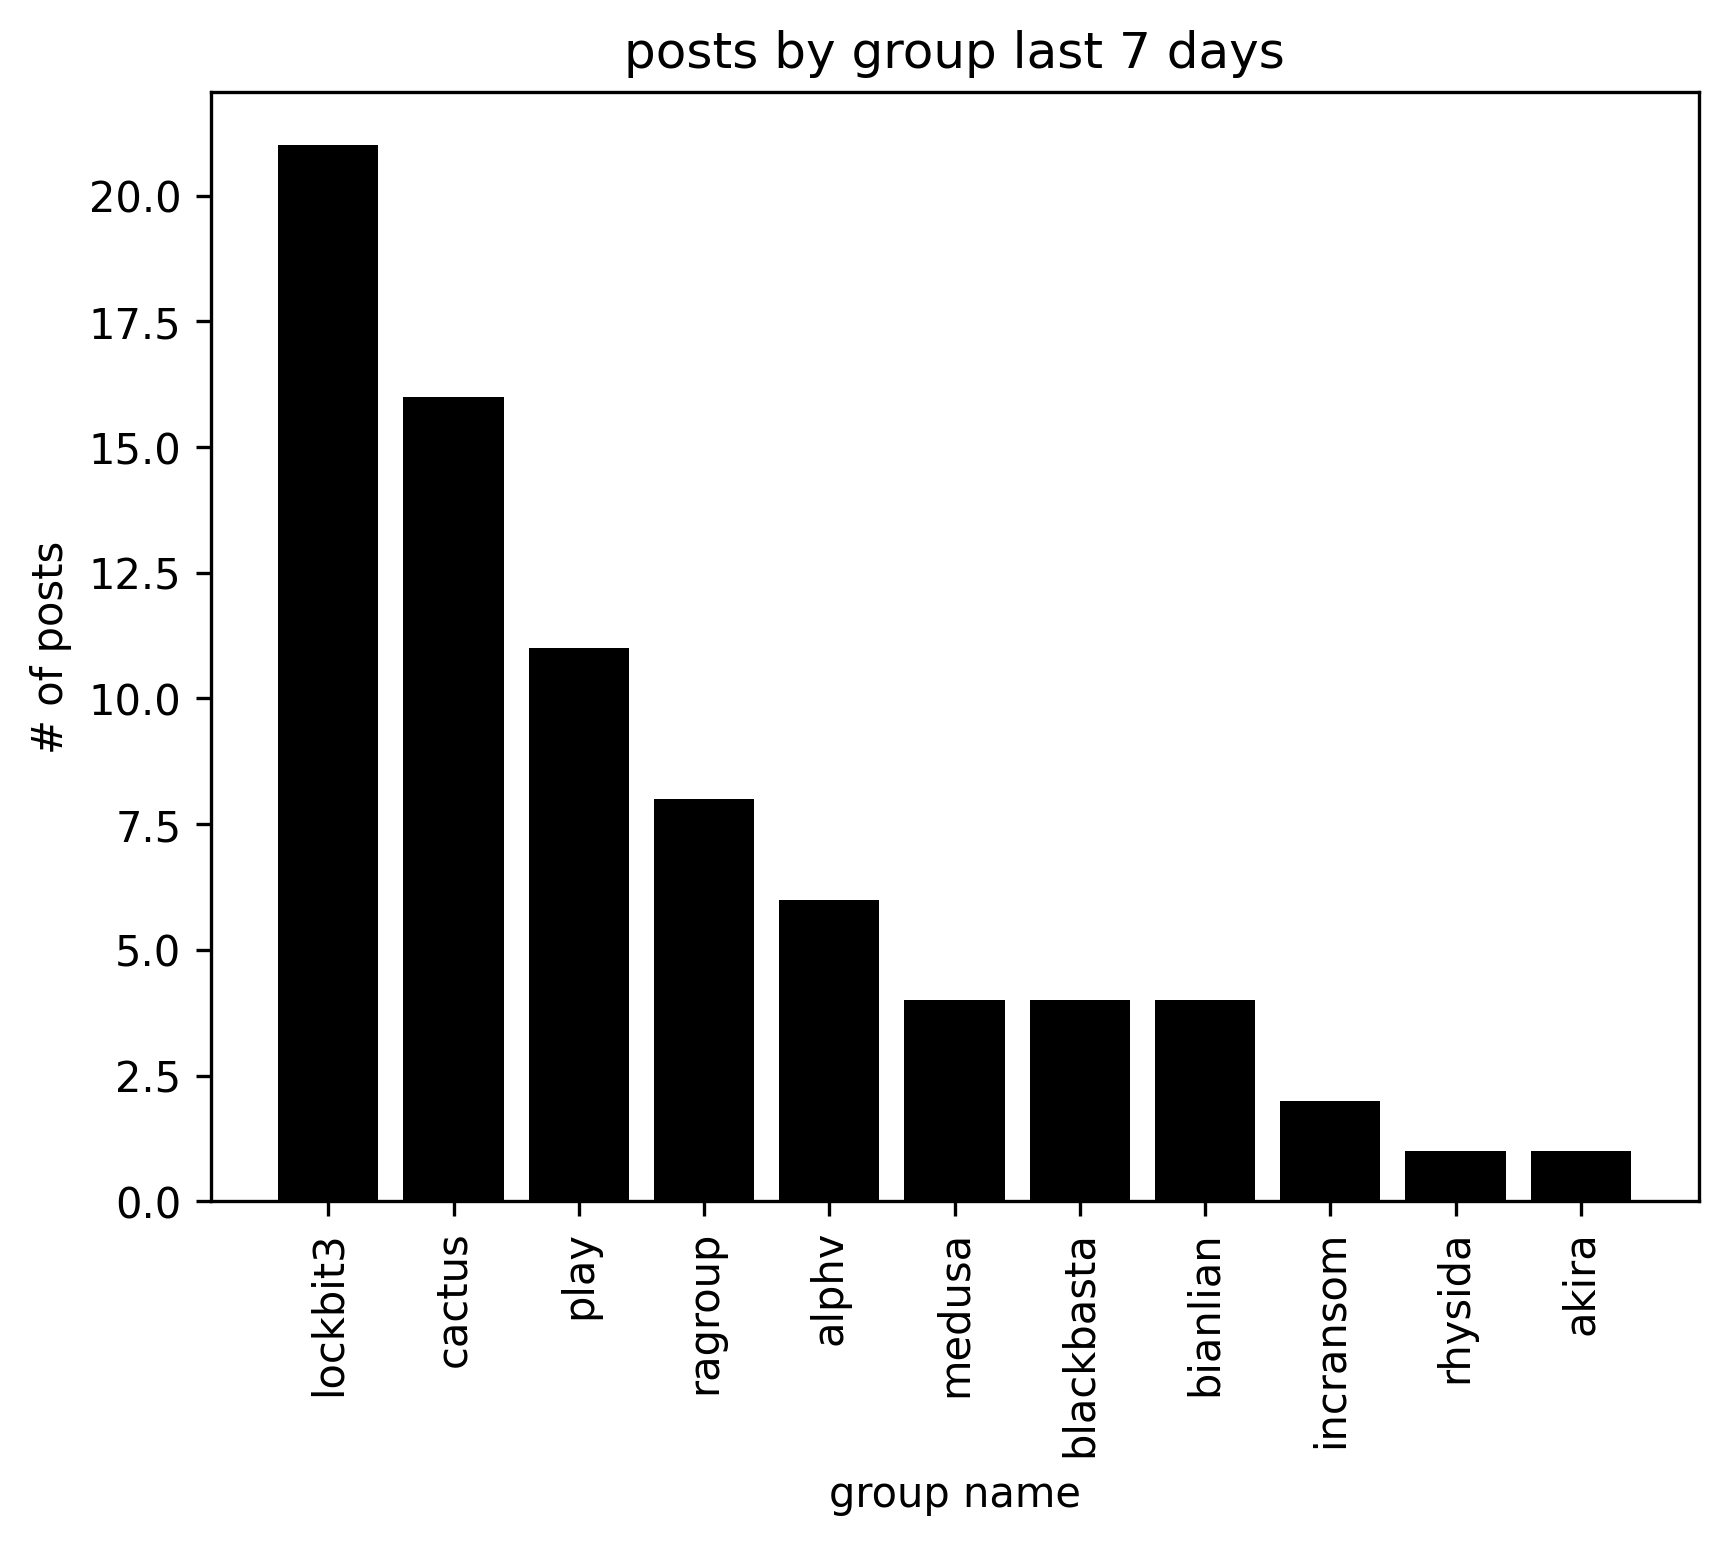 posts by group last 7 days
# of posts
20.0
17.5
15.0
12.5
10.0
7.5
5.0
2.5
0.0
lockbit3
cactus
play
ragroup
alphv
medusa
blackbasta
bianlian
incransom
rhysida
akira
group name